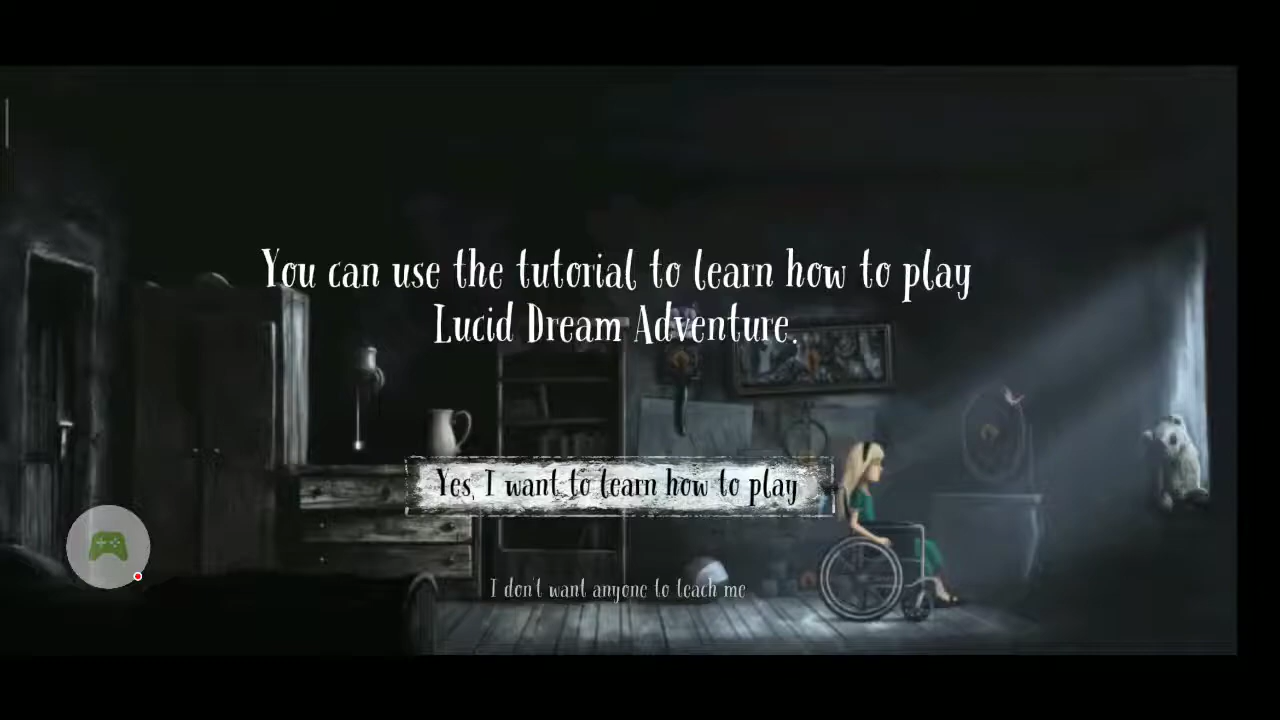 You can use the tutorial to learn how to play
Lucid Dream Adventure.
Yes, I want to learn how to play
I don't want anyone to teach me